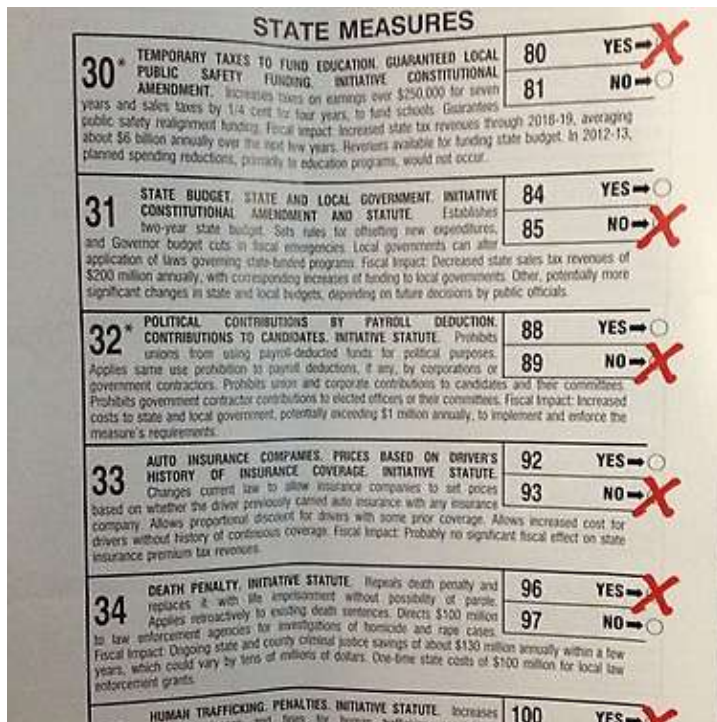 STATE MEASURES
30* TEMPORARY TAXES TO FUND EDUCATION. GUARANTEED LOCAL 80 YES
PUBLIC SAFETY FUNDING. INITIATIVE CONSTITUTIONAL
AMENDMENT. Increases taxes on earnings over $250,000 for seven 81 NO
years and sales taxes by 1/4 cent for four years, to fund schools. Guarantees
public safety realignment funding. Fiscal Impact: Increased state tax revenues through 2018-19, averaging
about $6 billion annually over the next few years. Revenues available for funding state budget. In 2012-13,
planned spending reductions, primarily to education programs, would not occur.
31 STATE BUDGET. STATE AND LOCAL GOVERNMENT. INITIATIVE 84 YES
CONSTITUTIONAL AMENDMENT AND STATUTE. Establishes
two-year state budget. Sets rules for offsetting new expenditures, 85 NO
and Governor budget cuts in fiscal emergencies. Local governments can alter
application of laws governing state-funded programs. Fiscal Impact: Decreased state sales tax revenues of
$200 million annually, with corresponding increases of funding to local governments. Other, potentially more
significant changes in state and local budgets, depending on future decisions by public officials.
32* POLITICAL CONTRIBUTIONS BY PAYROLL DEDUCTION. 88 YES
CONTRIBUTIONS TO CANDIDATES. INITIATIVE STATUTE. Prohibits
unions from using payroll-deducted funds for political purposes. 89 NO
Applies same use prohibition to payroll deductions, if any, by corporations or
government contractors. Prohibits union and corporate contributions to candidates and their committees.
Prohibits government contractor contributions to elected officers or their committees. Fiscal Impact: Increased
costs to state and local government, potentially exceeding $1 million annually, to implement and enforce the
measure's requirements.
33 AUTO INSURANCE COMPANIES. PRICES BASED ON DRIVER'S 92 YES
HISTORY OF INSURANCE COVERAGE. INITIATIVE STATUTE.
Changes current law to allow insurance companies to set prices 93 NO
based on whether the driver previously carried auto insurance with any insurance
company. Allows proportional discount for drivers with some prior coverage. Allows increased cost for
drivers without history of continuous coverage. Fiscal Impact: Probably no significant fiscal effect on state
insurance premium tax revenues.
34 DEATH PENALTY. INITIATIVE STATUTE. Repeals death penalty and 96 YES
replaces it with life imprisonment without possibility of parole.
Applies retroactively to existing death sentences. Directs $100 million 97 NO
to law enforcement agencies for investigations of homicide and rape cases.
Fiscal Impact: Ongoing state and county criminal justice savings of about $130 million annually within a few
years, which could vary by tens of millions of dollars. One-time state costs of $100 million for local law
enforcement grants.
HUMAN TRAFFICKING. PENALTIES. INITIATIVE STATUTE. Increases 100 YES